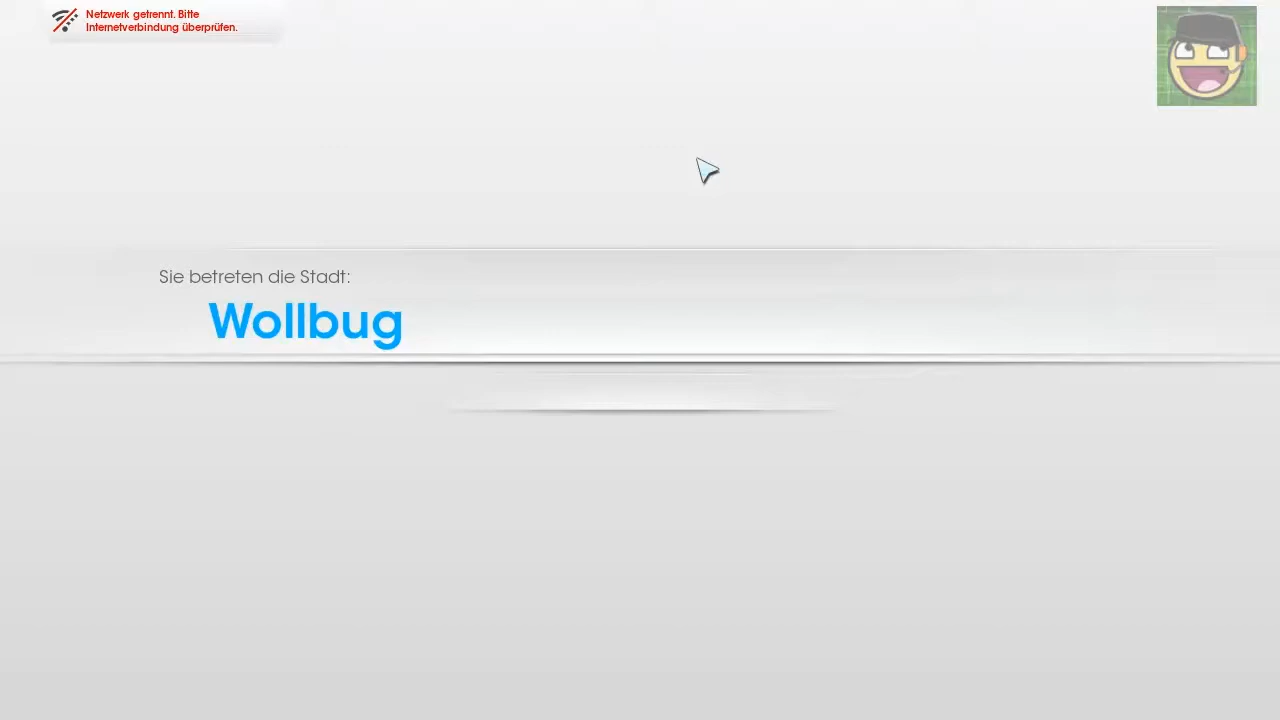 Netzwerk getrennt. Bitte
Internetverbindung überprüfen.
Sie betreten die Stadt:
Wollbug